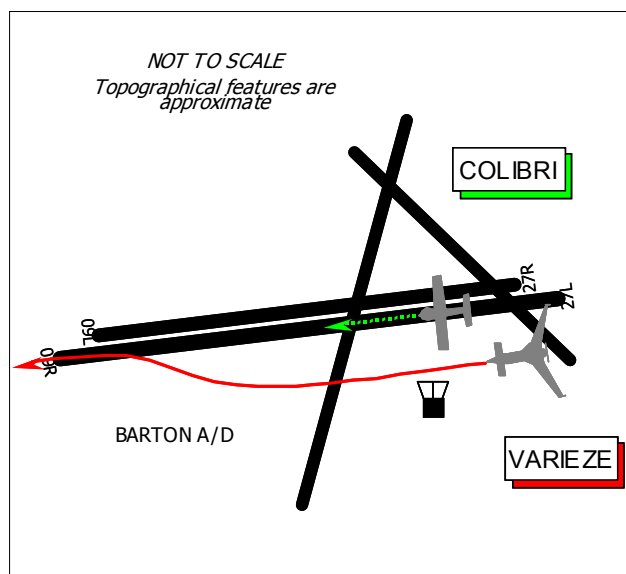 NOT TO SCALE
Topographical features are
approximate
COLIBRI
27R
27L
09L
09R
BARTON A/D
VARIEZE